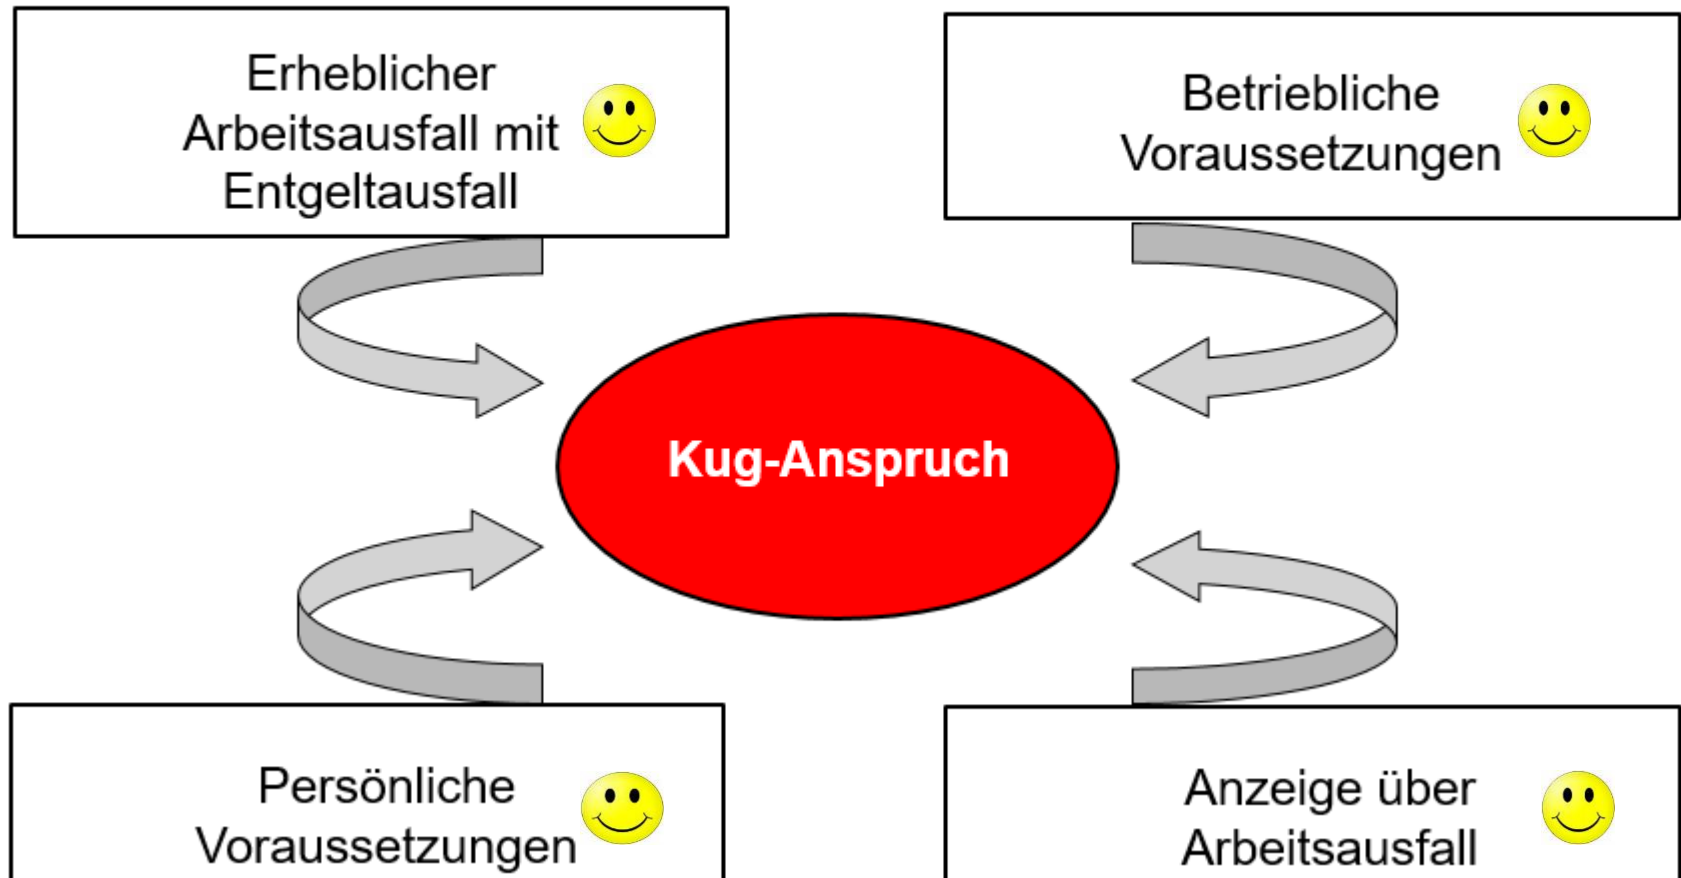 Erheblicher
Arbeitsausfall mit
Entgeltausfall
Betriebliche
Voraussetzungen
Kug-Anspruch
Persönliche
Voraussetzungen
Anzeige über
Arbeitsausfall